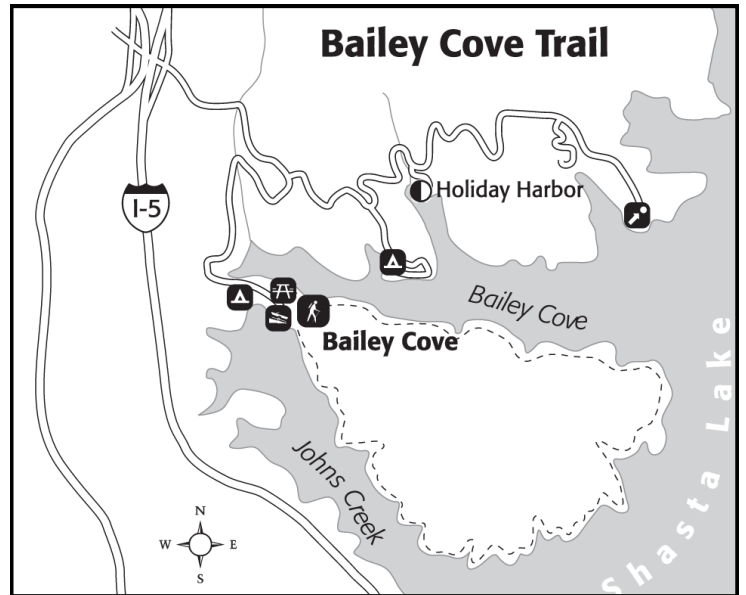 Bailey Cove Trail
I-5
Holiday Harbor
Bailey Cove
Bailey Cove
Johns Creek
Shasta Lake
N
W E
S